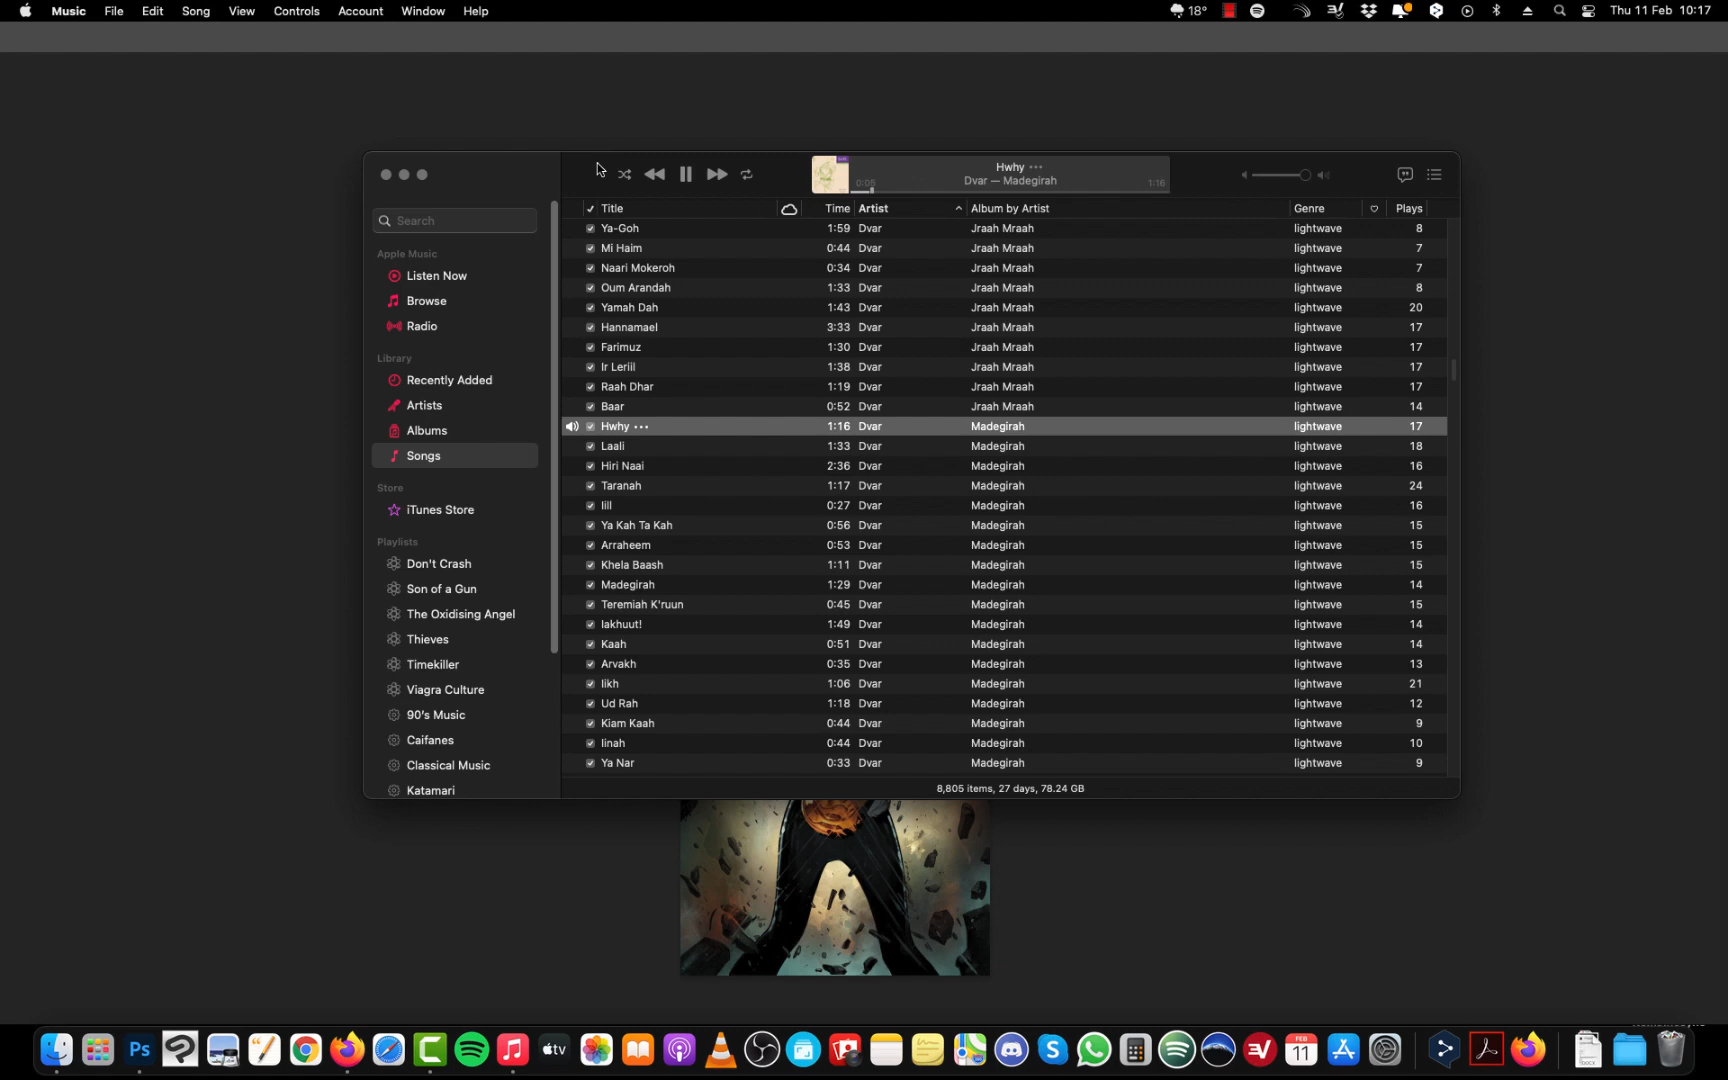 Music File Edit Song View Controls Account Window Help 18° Thu 11 Feb 10:17
Hwhy •••
0:05 Dvar — Madegirah 1:16
Search
Apple Music
Listen Now
Browse
Radio
Library
Recently Added
Artists
Albums
Songs
Store
iTunes Store
Playlists
Don't Crash
Son of a Gun
The Oxidising Angel
Thieves
Timekiller
Viagra Culture
90's Music
Caifanes
Classical Music
Katamari
Title Time Artist Album by Artist Genre Plays
Ya-Goh 1:59 Dvar Jraah Mraah lightwave 8
Mi Haim 0:44 Dvar Jraah Mraah lightwave 7
Naari Mokeroh 0:34 Dvar Jraah Mraah lightwave 7
Oum Arandah 1:33 Dvar Jraah Mraah lightwave 8
Yamah Dah 1:43 Dvar Jraah Mraah lightwave 20
Hannamael 3:33 Dvar Jraah Mraah lightwave 17
Farimuz 1:30 Dvar Jraah Mraah lightwave 17
Ir Leriil 1:38 Dvar Jraah Mraah lightwave 17
Raah Dhar 1:19 Dvar Jraah Mraah lightwave 17
Baar 0:52 Dvar Jraah Mraah lightwave 14
Hwhy ••• 1:16 Dvar Madegirah lightwave 17
Laali 1:33 Dvar Madegirah lightwave 18
Hiri Naai 2:36 Dvar Madegirah lightwave 16
Taranah 1:17 Dvar Madegirah lightwave 24
Iill 0:27 Dvar Madegirah lightwave 16
Ya Kah Ta Kah 0:56 Dvar Madegirah lightwave 15
Arraheem 0:53 Dvar Madegirah lightwave 15
Khela Baash 1:11 Dvar Madegirah lightwave 15
Madegirah 1:29 Dvar Madegirah lightwave 14
Teremiah K'ruun 0:45 Dvar Madegirah lightwave 15
Iakhuut! 1:49 Dvar Madegirah lightwave 14
Kaah 0:51 Dvar Madegirah lightwave 14
Arvakh 0:35 Dvar Madegirah lightwave 13
Iikh 1:06 Dvar Madegirah lightwave 21
Ud Rah 1:18 Dvar Madegirah lightwave 12
Kiam Kaah 0:44 Dvar Madegirah lightwave 9
Iinah 0:44 Dvar Madegirah lightwave 10
Ya Nar 0:33 Dvar Madegirah lightwave 9
8,805 items, 27 days, 78.24 GB
Ps
tv
FEB
11